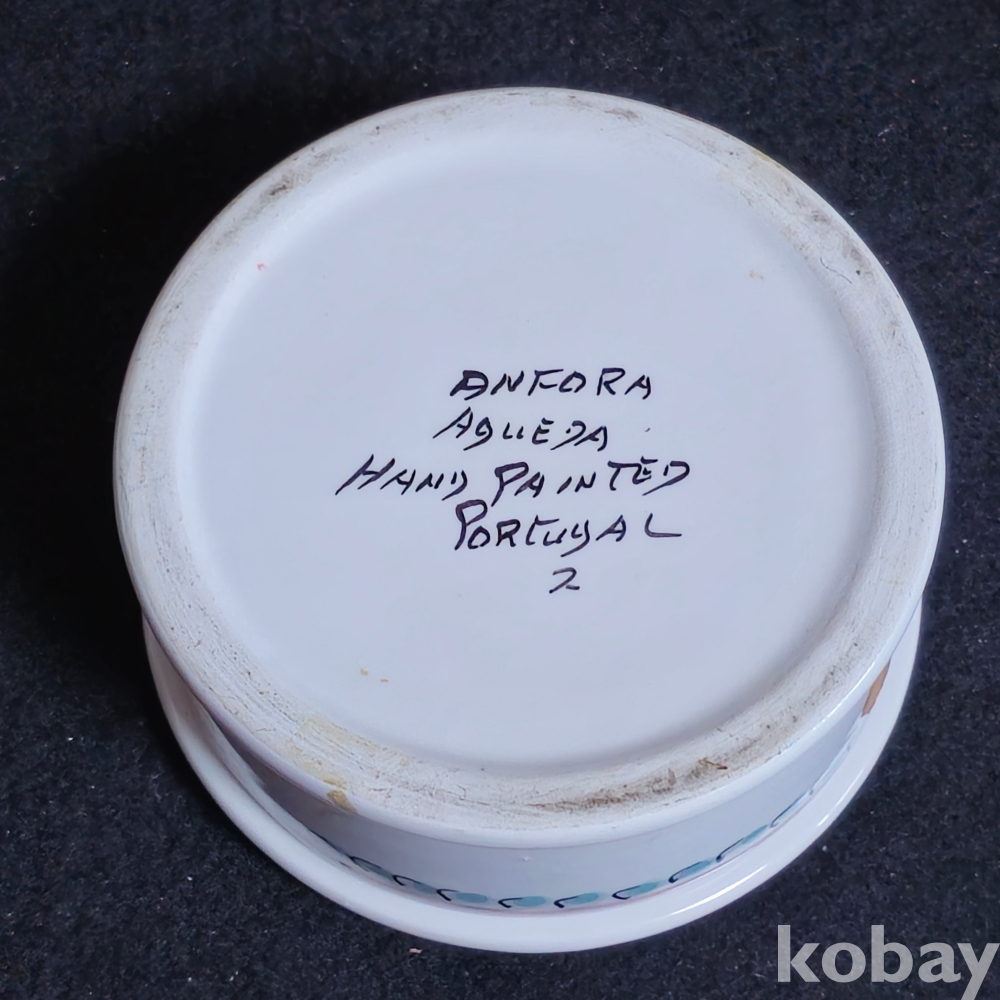 ANFORA
AGUEDA
HAND PAINTED
PORTUGAL
2
kobay